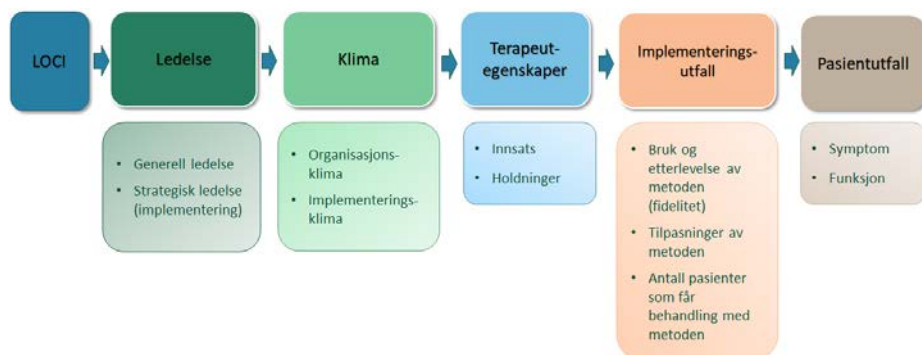 LOCI
Ledelse
Klima
Terapeut-
egenskaper
Implementerings-
utfall
Pasientutfall
• Generell ledelse
• Strategisk ledelse
(implementering)
• Organisasjons-
klima
• Implementerings-
klima
• Innsats
• Holdninger
• Bruk og
etterlevelse av
metoden
(fidelitet)
• Tilpasninger av
metoden
• Antall pasienter
som får
behandling med
metoden
• Symptom
• Funksjon